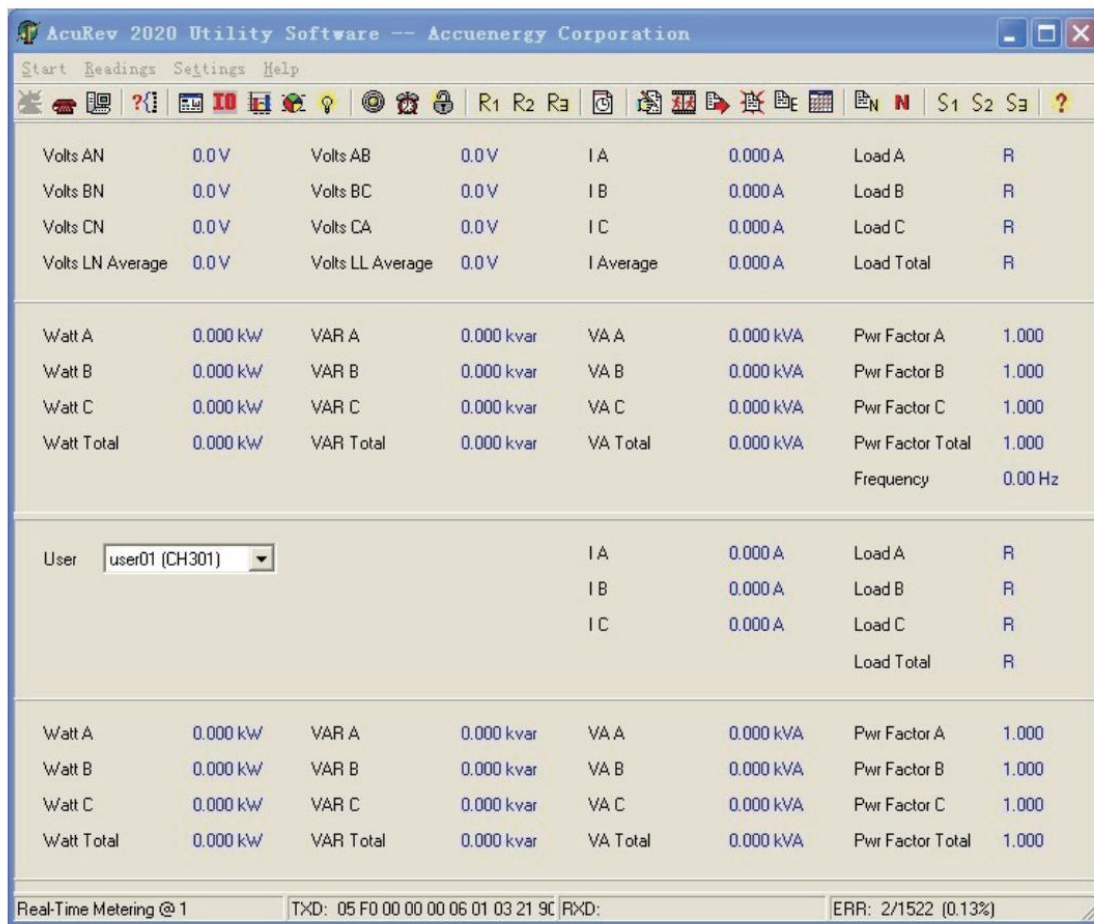 AcuRev 2020 Utility Software -- Accuenergy Corporation
Start Readings Settings Help
?{} IO R1 R2 R3 E N N S1 S2 S3 ?
Volts AN 0.0 V Volts AB 0.0 V I A 0.000 A Load A R
Volts BN 0.0 V Volts BC 0.0 V I B 0.000 A Load B R
Volts CN 0.0 V Volts CA 0.0 V I C 0.000 A Load C R
Volts LN Average 0.0 V Volts LL Average 0.0 V I Average 0.000 A Load Total R
Watt A 0.000 kW VAR A 0.000 kvar VA A 0.000 kVA Pwr Factor A 1.000
Watt B 0.000 kW VAR B 0.000 kvar VA B 0.000 kVA Pwr Factor B 1.000
Watt C 0.000 kW VAR C 0.000 kvar VA C 0.000 kVA Pwr Factor C 1.000
Watt Total 0.000 kW VAR Total 0.000 kvar VA Total 0.000 kVA Pwr Factor Total 1.000
Frequency 0.00 Hz
User user01 (CH301) I A 0.000 A Load A R
I B 0.000 A Load B R
I C 0.000 A Load C R
Load Total R
Watt A 0.000 kW VAR A 0.000 kvar VA A 0.000 kVA Pwr Factor A 1.000
Watt B 0.000 kW VAR B 0.000 kvar VA B 0.000 kVA Pwr Factor B 1.000
Watt C 0.000 kW VAR C 0.000 kvar VA C 0.000 kVA Pwr Factor C 1.000
Watt Total 0.000 kW VAR Total 0.000 kvar VA Total 0.000 kVA Pwr Factor Total 1.000
Real-Time Metering @ 1 TXD: 05 F0 00 00 00 06 01 03 21 RXD: ERR: 2/1522 (0.13%)